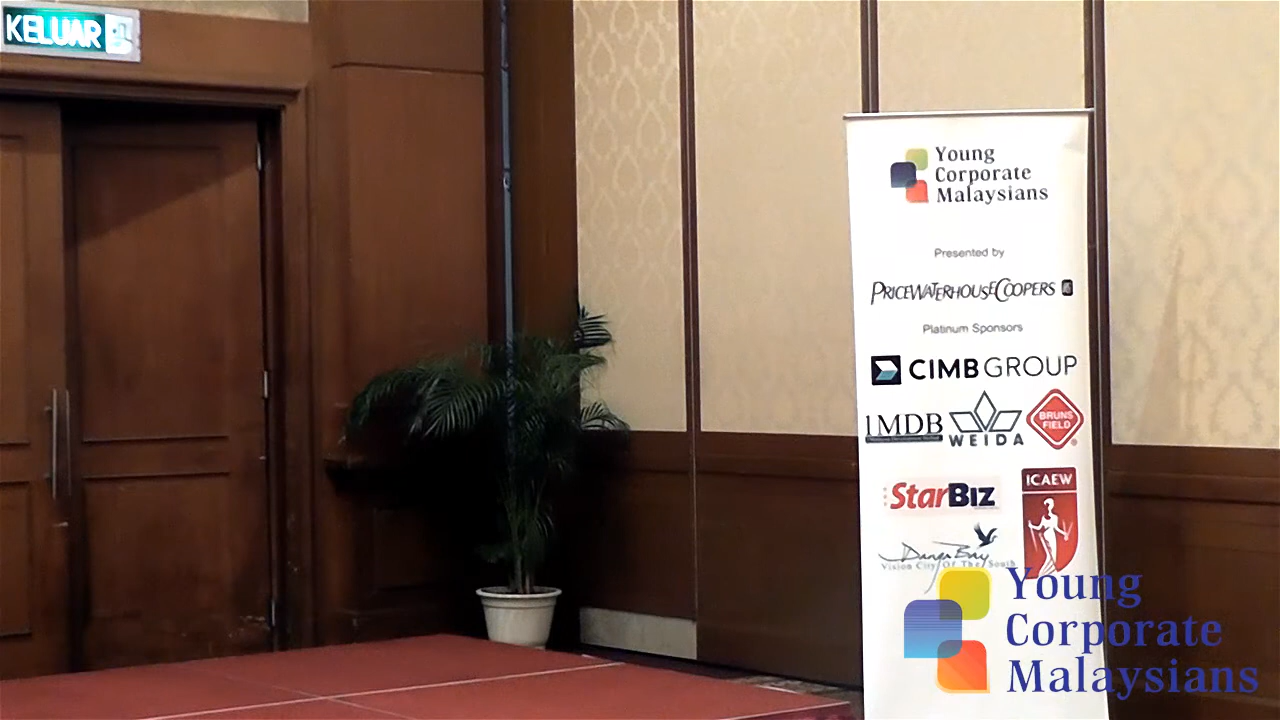 KELUAR
Young
Corporate
Malaysians
Presented by
PRICEWATERHOUSECOOPERS
Platinum Sponsors
CIMB GROUP
1MDB
WEIDA
BRUNS
FIELD
StarBiz
ICAEW
Danga Bay
Vision City Of The South
Young
Corporate
Malaysians